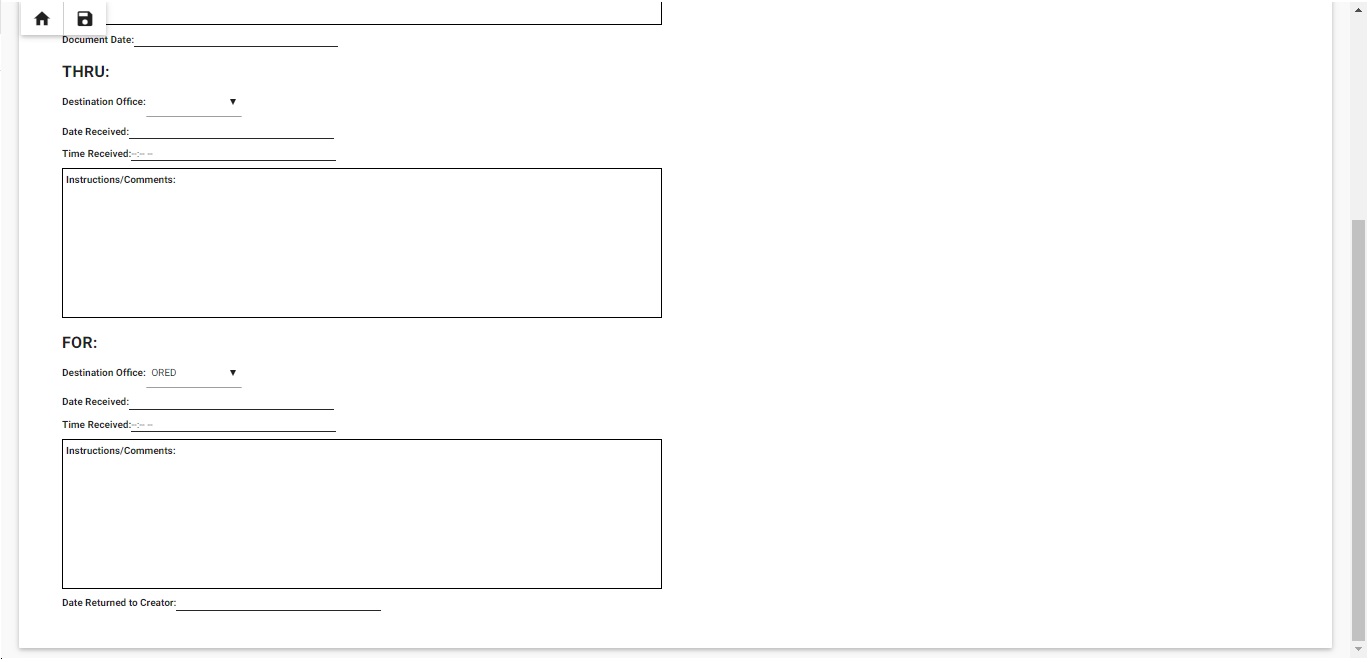 Document Date:
THRU:
Destination Office:
Date Received:
Time Received:--:-- --
Instructions/Comments:
FOR:
Destination Office: ORED
Date Received:
Time Received:--:-- --
Instructions/Comments:
Date Returned to Creator: